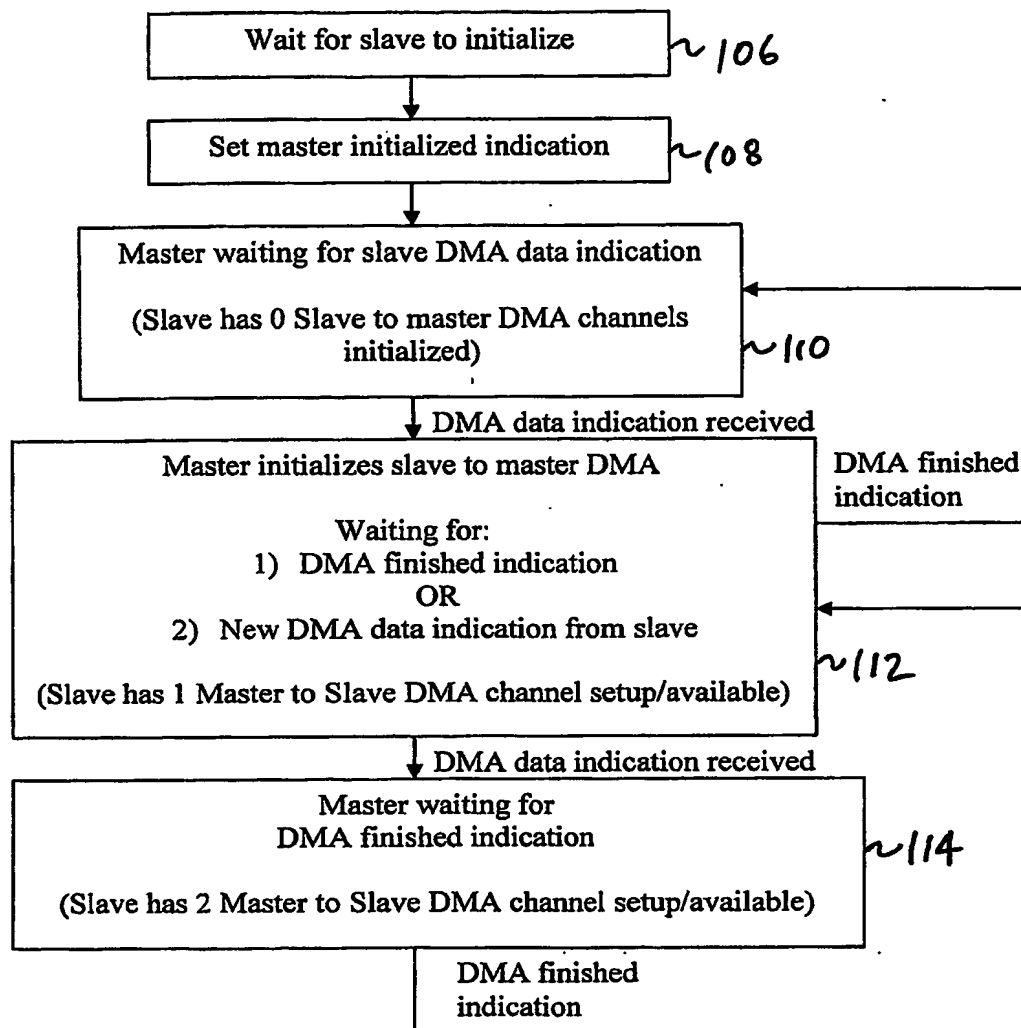 Wait for slave to initialize
106
Set master initialized indication
108
Master waiting for slave DMA data indication
(Slave has 0 Slave to master DMA channels
initialized)
110
DMA data indication received
Master initializes slave to master DMA
Waiting for:
1) DMA finished indication
OR
2) New DMA data indication from slave
(Slave has 1 Master to Slave DMA channel setup/available)
112
DMA finished
indication
DMA data indication received
Master waiting for
DMA finished indication
(Slave has 2 Master to Slave DMA channel setup/available)
114
DMA finished
indication